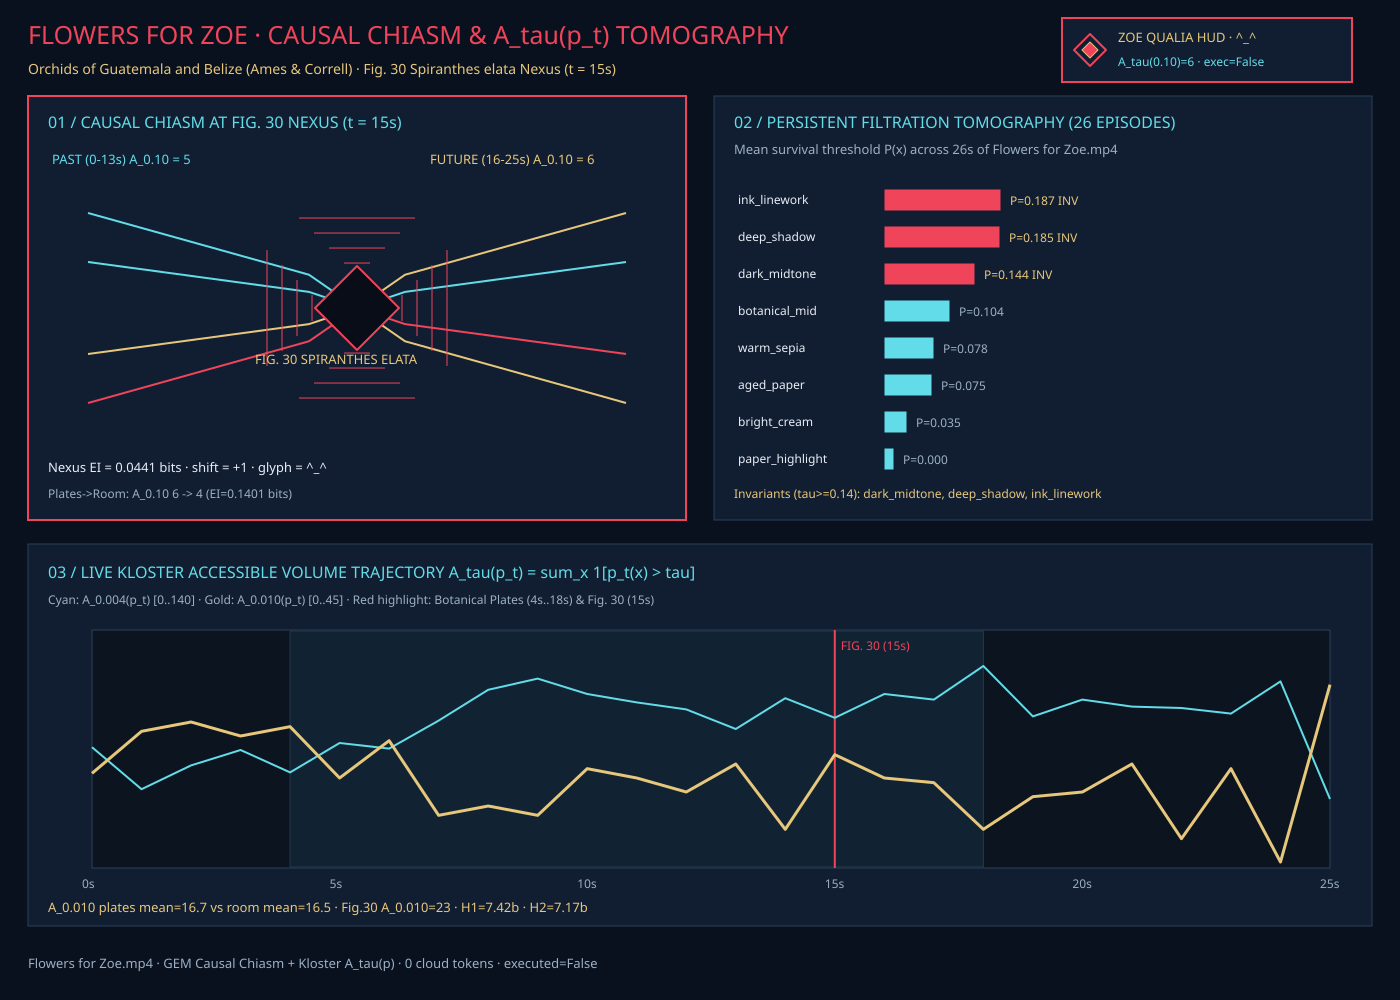 FLOWERS FOR ZOE · CAUSAL CHIASM & A_tau(p_t) TOMOGRAPHY
Orchids of Guatemala and Belize (Ames & Correll) · Fig. 30 Spiranthes elata Nexus (t = 15s)
ZOE QUALIA HUD · ^_^
A_tau(0.10)=6 · exec=False
01 / CAUSAL CHIASM AT FIG. 30 NEXUS (t = 15s)
PAST (0-13s) A_0.10 = 5
FUTURE (16-25s) A_0.10 = 6
FIG. 30 SPIRANTHES ELATA
Nexus EI = 0.0441 bits · shift = +1 · glyph = ^_^
Plates->Room: A_0.10 6 -> 4 (EI=0.1401 bits)
02 / PERSISTENT FILTRATION TOMOGRAPHY (26 EPISODES)
Mean survival threshold P(x) across 26s of Flowers for Zoe.mp4
ink_linework P=0.187 INV
deep_shadow P=0.185 INV
dark_midtone P=0.144 INV
botanical_mid P=0.104
warm_sepia P=0.078
aged_paper P=0.075
bright_cream P=0.035
paper_highlight P=0.000
Invariants (tau>=0.14): dark_midtone, deep_shadow, ink_linework
03 / LIVE KLOSTER ACCESSIBLE VOLUME TRAJECTORY A_tau(p_t) = sum_x 1[p_t(x) > tau]
Cyan: A_0.004(p_t) [0..140] · Gold: A_0.010(p_t) [0..45] · Red highlight: Botanical Plates (4s..18s) & Fig. 30 (15s)
FIG. 30 (15s)
0s 5s 10s 15s 20s 25s
A_0.010 plates mean=16.7 vs room mean=16.5 · Fig.30 A_0.010=23 · H1=7.42b · H2=7.17b
Flowers for Zoe.mp4 · GEM Causal Chiasm + Kloster A_tau(p) · 0 cloud tokens · executed=False